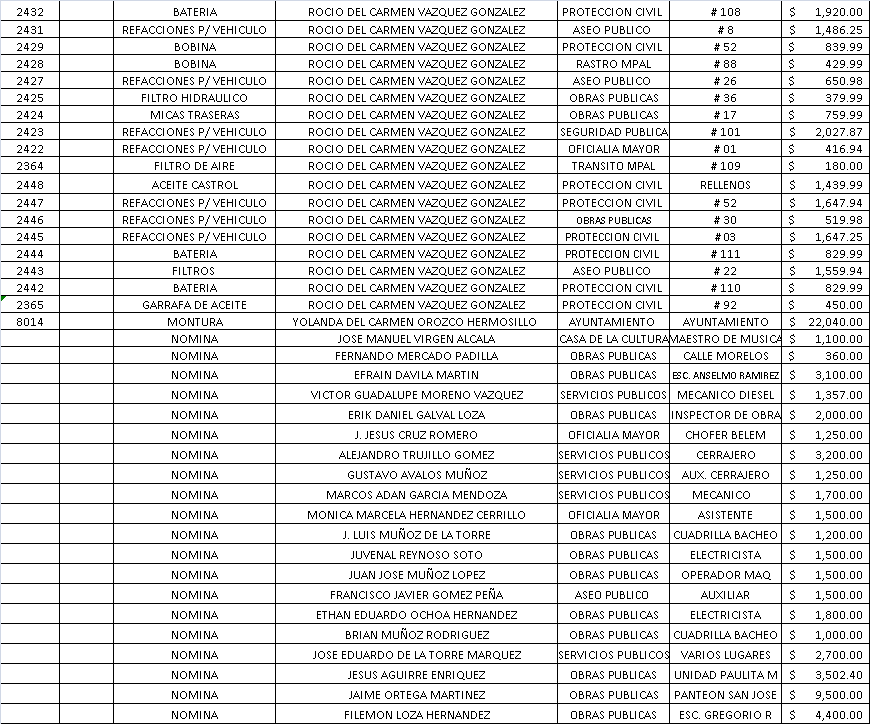 2432 BATERIA ROCIO DEL CARMEN VAZQUEZ GONZALEZ PROTECCION CIVIL # 108 $ 1,920.00
2431 REFACCIONES P/ VEHICULO ROCIO DEL CARMEN VAZQUEZ GONZALEZ ASEO PUBLICO # 8 $ 1,486.25
2429 BOBINA ROCIO DEL CARMEN VAZQUEZ GONZALEZ PROTECCION CIVIL # 52 $ 839.99
2428 BOBINA ROCIO DEL CARMEN VAZQUEZ GONZALEZ RASTRO MPAL # 88 $ 429.99
2427 REFACCIONES P/ VEHICULO ROCIO DEL CARMEN VAZQUEZ GONZALEZ ASEO PUBLICO # 26 $ 650.98
2425 FILTRO HIDRAULICO ROCIO DEL CARMEN VAZQUEZ GONZALEZ OBRAS PUBLICAS # 36 $ 379.99
2424 MICAS TRASERAS ROCIO DEL CARMEN VAZQUEZ GONZALEZ OBRAS PUBLICAS # 17 $ 759.99
2423 REFACCIONES P/ VEHICULO ROCIO DEL CARMEN VAZQUEZ GONZALEZ SEGURIDAD PUBLICA # 101 $ 2,027.87
2422 REFACCIONES P/ VEHICULO ROCIO DEL CARMEN VAZQUEZ GONZALEZ OFICIALIA MAYOR # 01 $ 416.94
2364 FILTRO DE AIRE ROCIO DEL CARMEN VAZQUEZ GONZALEZ TRANSITO MPAL # 109 $ 180.00
2448 ACEITE CASTROL ROCIO DEL CARMEN VAZQUEZ GONZALEZ PROTECCION CIVIL RELLENOS $ 1,439.99
2447 REFACCIONES P/ VEHICULO ROCIO DEL CARMEN VAZQUEZ GONZALEZ PROTECCION CIVIL # 52 $ 1,647.94
2446 REFACCIONES P/ VEHICULO ROCIO DEL CARMEN VAZQUEZ GONZALEZ OBRAS PUBLICAS # 30 $ 519.98
2445 REFACCIONES P/ VEHICULO ROCIO DEL CARMEN VAZQUEZ GONZALEZ PROTECCION CIVIL # 03 $ 1,647.25
2444 BATERIA ROCIO DEL CARMEN VAZQUEZ GONZALEZ PROTECCION CIVIL # 111 $ 829.99
2443 FILTROS ROCIO DEL CARMEN VAZQUEZ GONZALEZ ASEO PUBLICO # 22 $ 1,559.94
2442 BATERIA ROCIO DEL CARMEN VAZQUEZ GONZALEZ PROTECCION CIVIL # 110 $ 829.99
2365 GARRAFA DE ACEITE ROCIO DEL CARMEN VAZQUEZ GONZALEZ PROTECCION CIVIL # 92 $ 450.00
8014 MONTURA YOLANDA DEL CARMEN OROZCO HERMOSILLO AYUNTAMIENTO AYUNTAMIENTO $ 22,040.00
NOMINA JOSE MANUEL VIRGEN ALCALA CASA DE LA CULTURA MAESTRO DE MUSICA $ 1,100.00
NOMINA FERNANDO MERCADO PADILLA OBRAS PUBLICAS CALLE MORELOS $ 360.00
NOMINA EFRAIN DAVILA MARTIN OBRAS PUBLICAS ESC. ANSELMO RAMIREZ $ 3,100.00
NOMINA VICTOR GUADALUPE MORENO VAZQUEZ SERVICIOS PUBLICOS MECANICO DIESEL $ 1,357.00
NOMINA ERIK DANIEL GALVAL LOZA OBRAS PUBLICAS INSPECTOR DE OBRA $ 2,000.00
NOMINA J. JESUS CRUZ ROMERO OFICIALIA MAYOR CHOFER BELEM $ 1,250.00
NOMINA ALEJANDRO TRUJILLO GOMEZ SERVICIOS PUBLICOS CERRAJERO $ 3,200.00
NOMINA GUSTAVO AVALOS MUÑOZ SERVICIOS PUBLICOS AUX. CERRAJERO $ 1,250.00
NOMINA MARCOS ADAN GARCIA MENDOZA SERVICIOS PUBLICOS MECANICO $ 1,700.00
NOMINA MONICA MARCELA HERNANDEZ CERRILLO OFICIALIA MAYOR ASISTENTE $ 1,500.00
NOMINA J. LUIS MUÑOZ DE LA TORRE OBRAS PUBLICAS CUADRILLA BACHEO $ 1,200.00
NOMINA JUVENAL REYNOSO SOTO OBRAS PUBLICAS ELECTRICISTA $ 1,500.00
NOMINA JUAN JOSE MUÑOZ LOPEZ OBRAS PUBLICAS OPERADOR MAQ $ 1,500.00
NOMINA FRANCISCO JAVIER GOMEZ PEÑA ASEO PUBLICO AUXILIAR $ 1,500.00
NOMINA ETHAN EDUARDO OCHOA HERNANDEZ OBRAS PUBLICAS ELECTRICISTA $ 1,800.00
NOMINA BRIAN MUÑOZ RODRIGUEZ OBRAS PUBLICAS CUADRILLA BACHEO $ 1,000.00
NOMINA JOSE EDUARDO DE LA TORRE MARQUEZ SERVICIOS PUBLICOS VARIOS LUGARES $ 2,700.00
NOMINA JESUS AGUIRRE ENRIQUEZ OBRAS PUBLICAS UNIDAD PAULITA M $ 3,502.40
NOMINA JAIME ORTEGA MARTINEZ OBRAS PUBLICAS PANTEON SAN JOSE $ 9,500.00
NOMINA FILEMON LOZA HERNANDEZ OBRAS PUBLICAS ESC. GREGORIO R $ 4,400.00